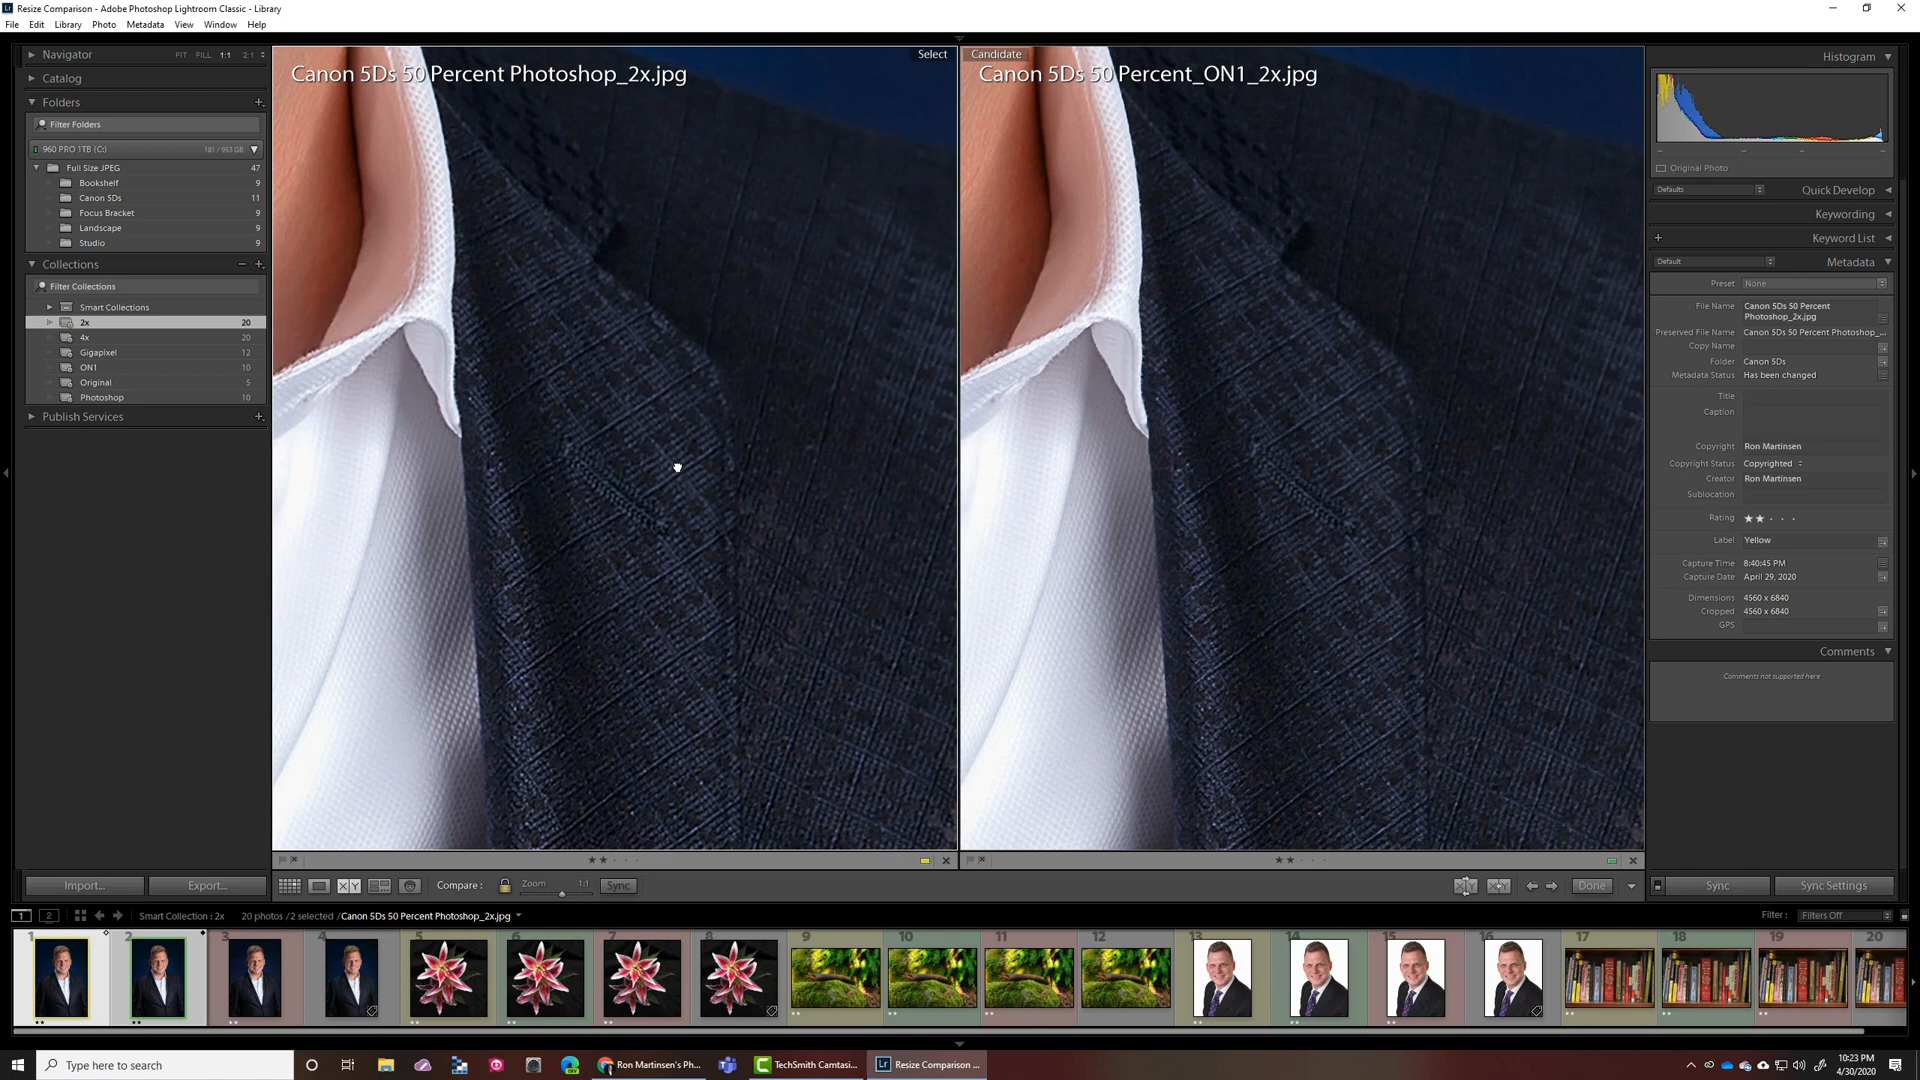 Resize Comparison - Adobe Photoshop Lightroom Classic - Library
File Edit Library Photo Metadata View Window Help
Navigator FIT FILL 1:1 2:1
Catalog
Folders
Filter Folders
960 PRO 1TB (C:) 181 / 953 GB
Full Size JPEG 47
Bookshelf 9
Canon 5Ds 11
Focus Bracket 9
Landscape 9
Studio 9
Collections
Filter Collections
Smart Collections
2x 20
4x 20
Gigapixel 12
ON1 10
Original 5
Photoshop 10
Publish Services
Import... Export...
Select
Canon 5Ds 50 Percent Photoshop_2x.jpg
Candidate
Canon 5Ds 50 Percent_ON1_2x.jpg
Histogram
Original Photo
Defaults Quick Develop
Keywording
Keyword List
Default Metadata
Preset None
File Name Canon 5Ds 50 Percent
Photoshop_2x.jpg
Preserved File Name Canon 5Ds 50 Percent Photoshop_...
Copy Name
Folder Canon 5Ds
Metadata Status Has been changed
Title
Caption
Copyright Ron Martinsen
Copyright Status Copyrighted
Creator Ron Martinsen
Sublocation
Rating ★★
Label Yellow
Capture Time 8:40:45 PM
Capture Date April 29, 2020
Dimensions 4560 x 6840
Cropped 4560 x 6840
GPS
Comments
Comments not supported here
XY Compare : Zoom 1:1 Sync Done
Sync Sync Settings
1 2 Smart Collection : 2x 20 photos / 2 selected / Canon 5Ds 50 Percent Photoshop_2x.jpg Filter : Filters Off
1 2 3 4 5 6 7 8 9 10 11 12 13 14 15 16 17 18 19 20
Type here to search
Ron Martinsen's Ph...
TechSmith Camtasi...
Lr Resize Comparison ...
10:23 PM
4/30/2020